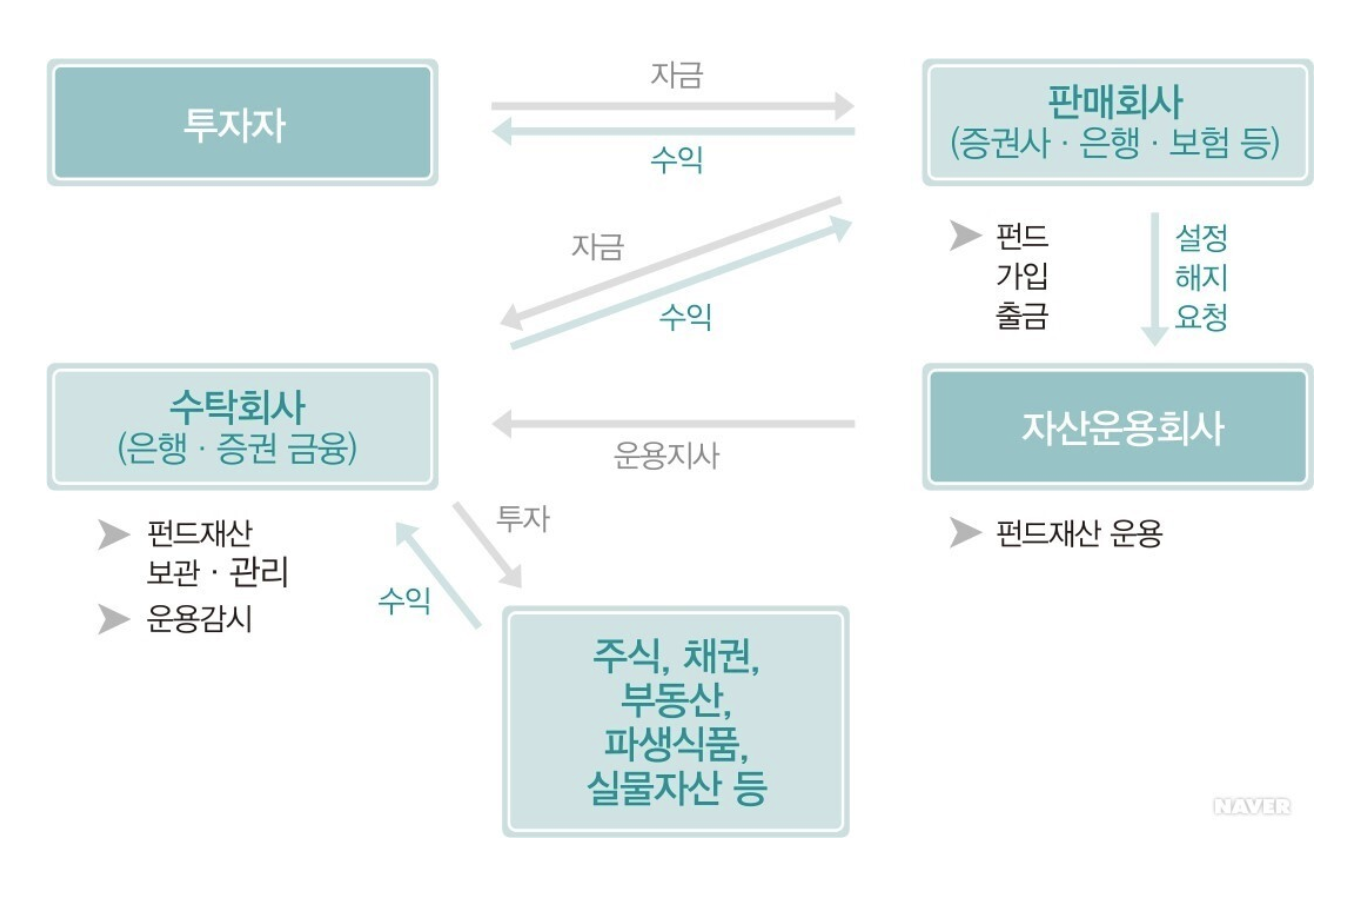 투자자
자금
수익
판매회사
(증권사 · 은행 · 보험 등)
자금
수익
펀드
가입
출금
설정
해지
요청
수탁회사
(은행 · 증권 금융)
운용지사
자산운용회사
펀드재산
보관 · 관리
운용감시
투자
수익
펀드재산 운용
주식, 채권,
부동산,
파생식품,
실물자산 등
NAVER